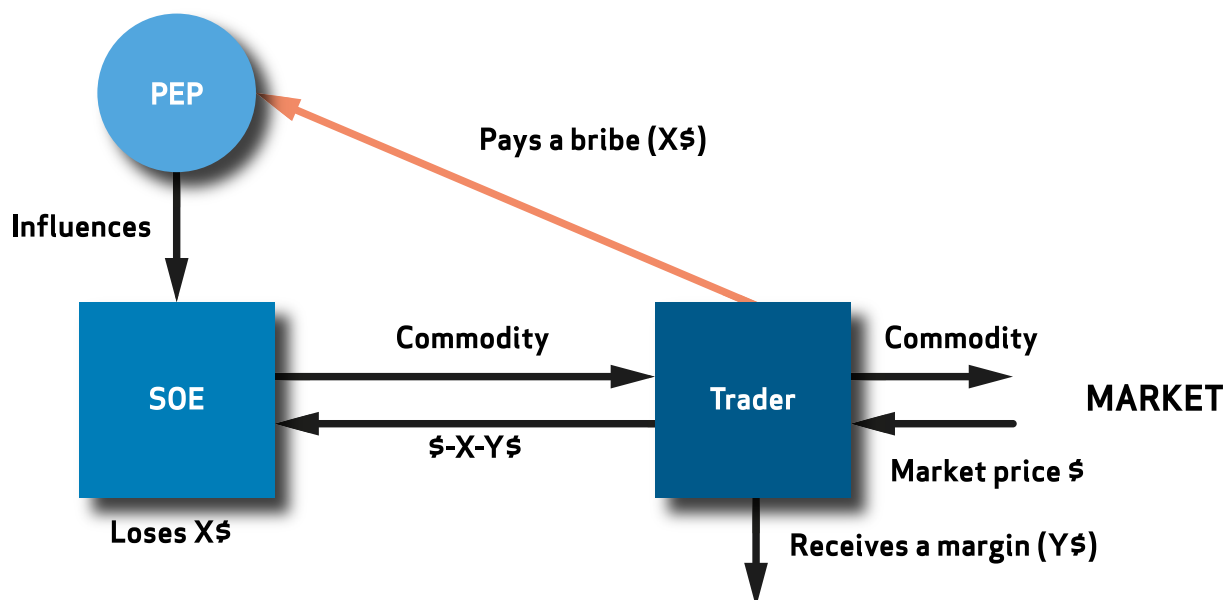 PEP
Pays a bribe (X$)
Influences
Commodity
Commodity
SOE
Trader
MARKET
$-X-Y$
Market price $
Loses X$
Receives a margin (Y$)